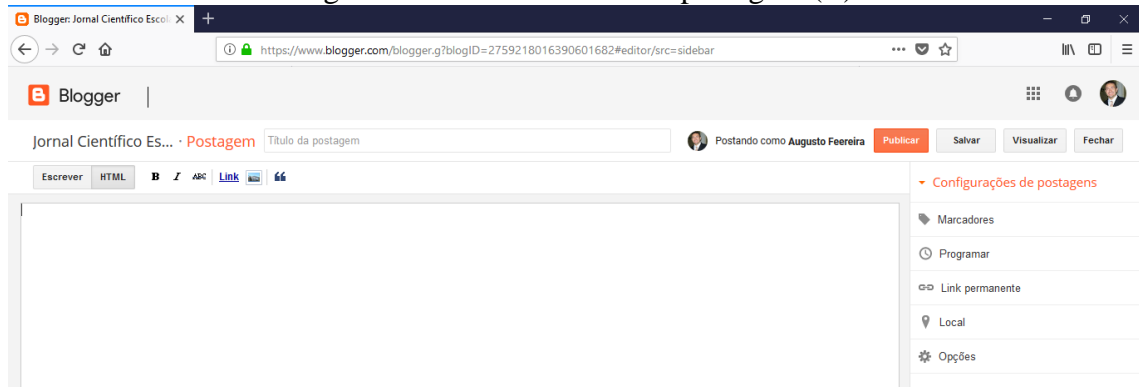 Blogger: Jornal Científico Escol
https://www.blogger.com/blogger.g?blogID=2759218016390601682#editor/src=sidebar
Blogger
Jornal Científico Es... · Postagem Título da postagem Postando como Augusto Feereira Publicar Salvar Visualizar Fechar
Escrever HTML B I ABC Link
Configurações de postagens
Marcadores
Programar
Link permanente
Local
Opções